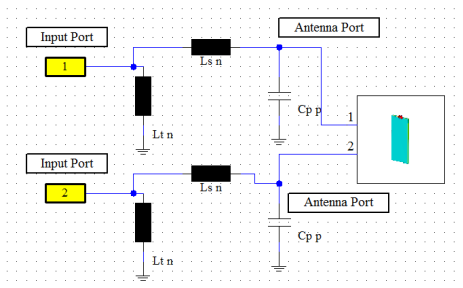 Input Port
Antenna Port
1
Ls n
Cp p
Lt n
1
2
Input Port
2
Ls n
Antenna Port
Cp p
Lt n